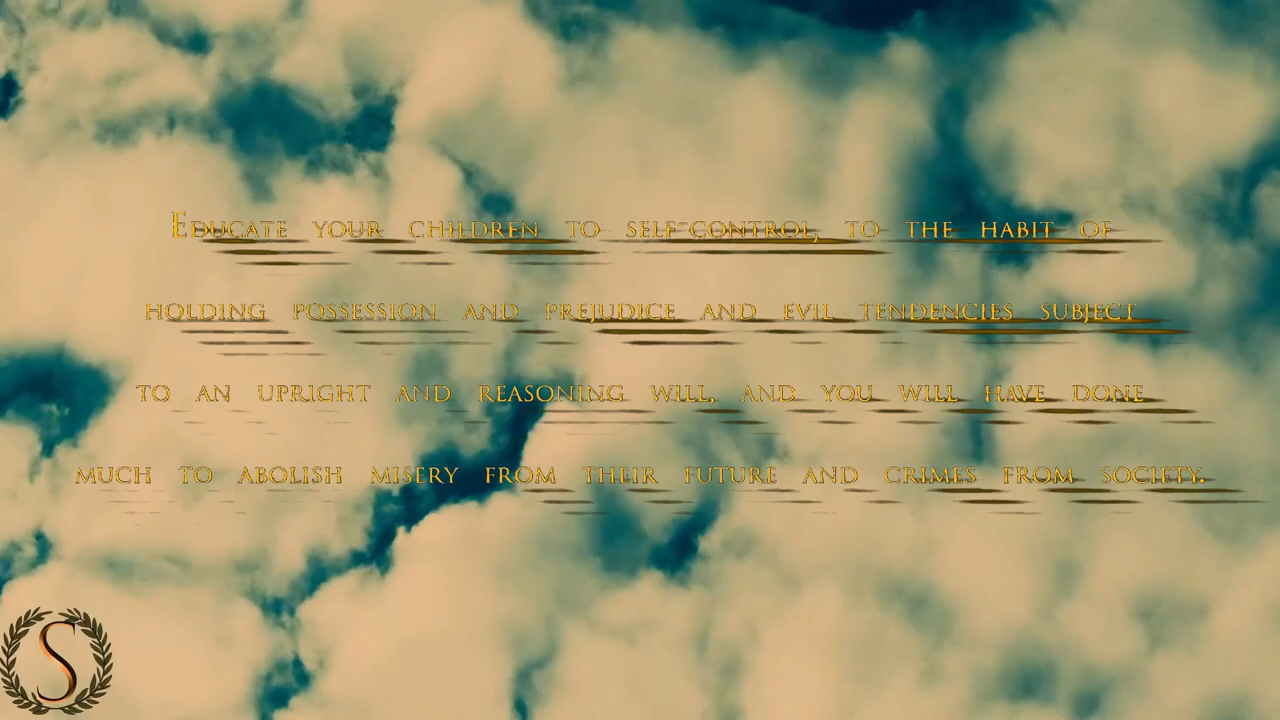 Educate your children to self-control, to the habit of
holding possession and prejudice and evil tendencies subject
to an upright and reasoning will, and you will have done
much to abolish misery from their future and crimes from society.
S